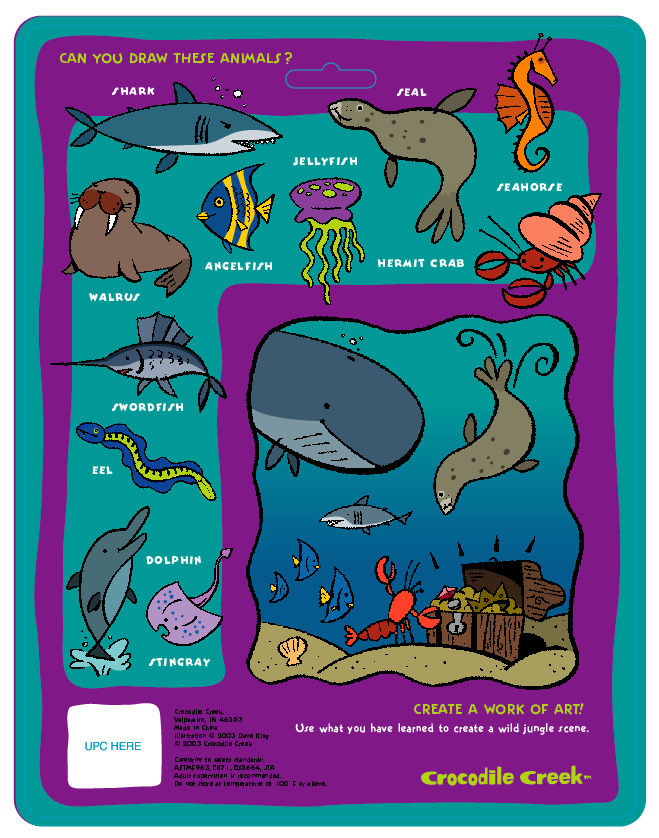 CAN YOU DRAW THESE ANIMALS?
SHARK
SEAL
JELLYFISH
SEAHORSE
ANGELFISH
HERMIT CRAB
WALRUS
SWORDFISH
EEL
DOLPHIN
STINGRAY
CREATE A WORK OF ART!
Use what you have learned to create a wild jungle scene.
UPC HERE
Crocodile Creek,
Valparaiso, IN 46383
Made in China
Illustration © 2003 Dave King
© 2003 Crocodile Creek
Conforms to safety standards:
ASTMF963, EN71, BS5664, JTA
Adult supervision is recommended.
Do not store at temperatures of 100°F or above.
Crocodile Creek™